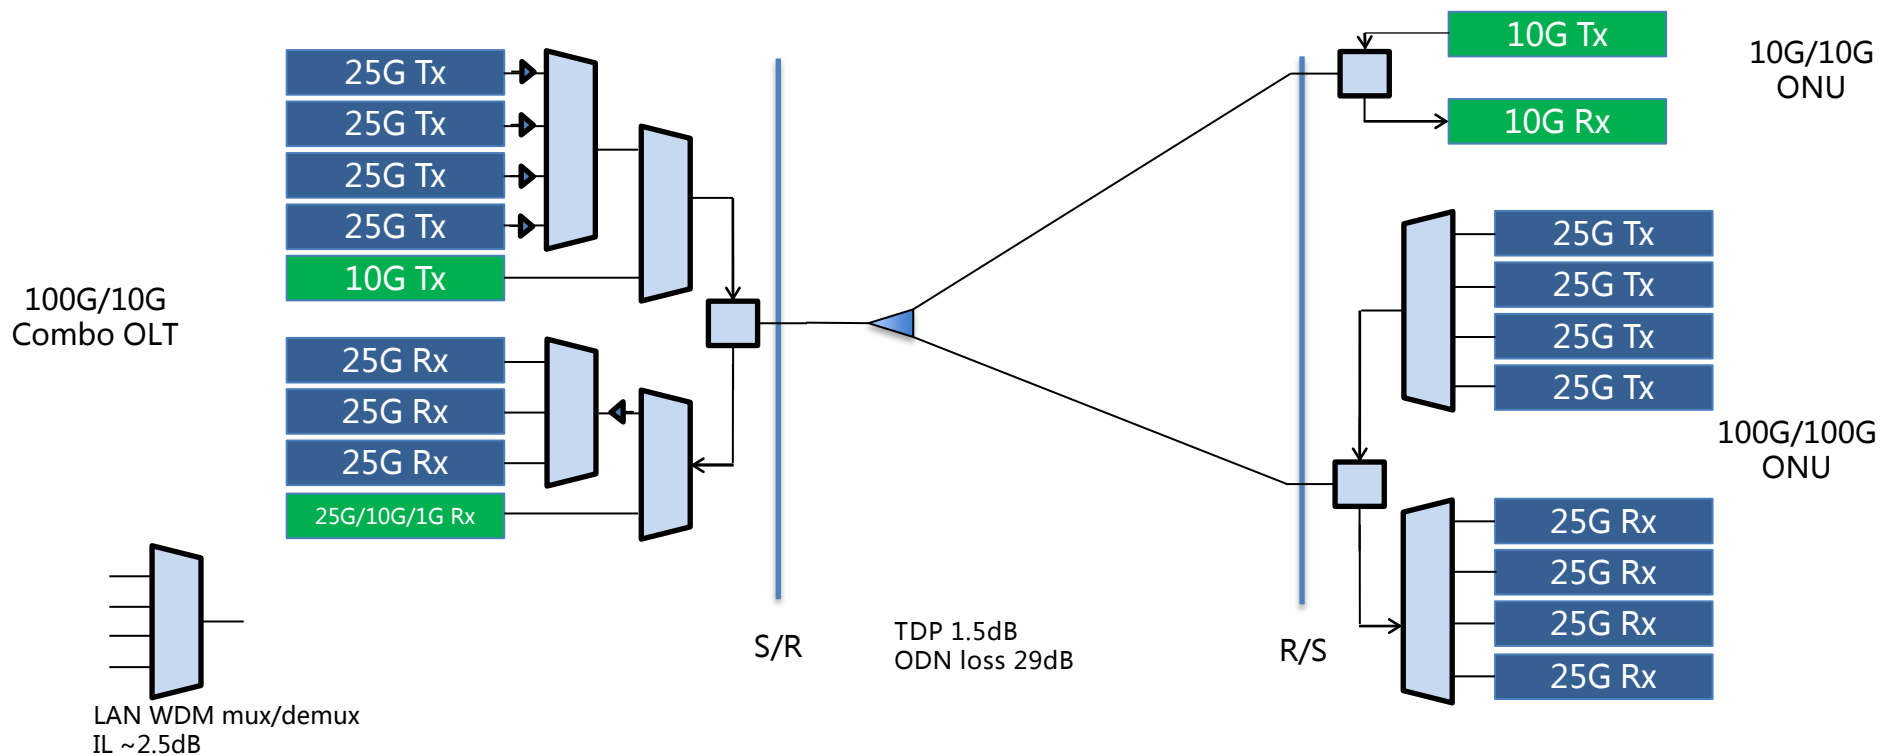 100G/10G
Combo OLT
25G Tx
25G Tx
25G Tx
25G Tx
10G Tx
25G Rx
25G Rx
25G Rx
25G/10G/1G Rx
LAN WDM mux/demux
IL ~2.5dB
S/R
TDP 1.5dB
ODN loss 29dB
R/S
10G Tx
10G Rx
10G/10G
ONU
25G Tx
25G Tx
25G Tx
25G Tx
100G/100G
ONU
25G Rx
25G Rx
25G Rx
25G Rx